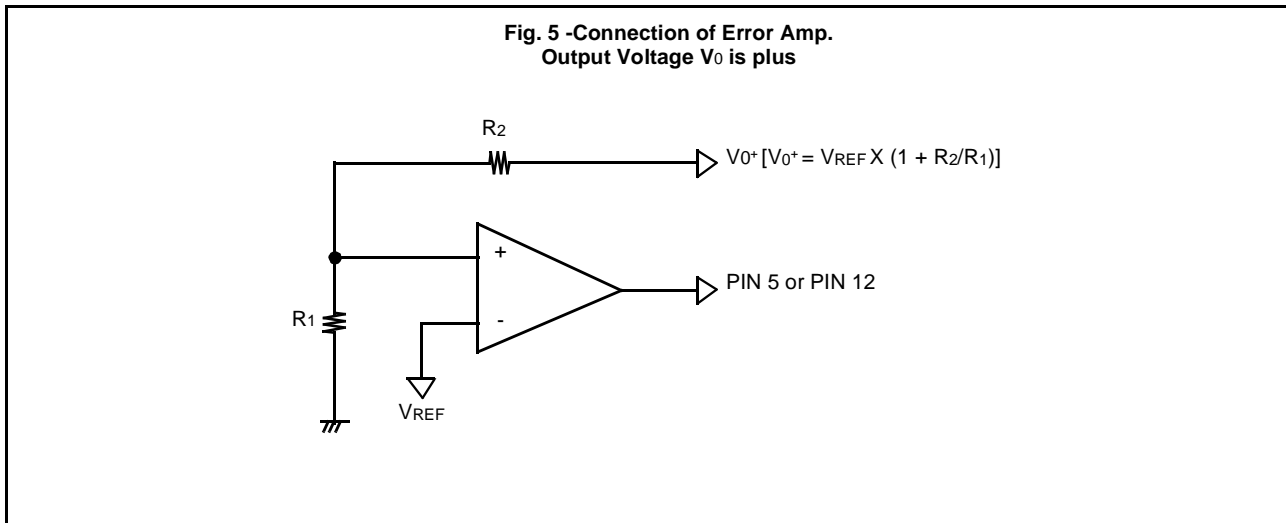 Fig. 5 -Connection of Error Amp.
Output Voltage V0 is plus
R2
V0+ [V0+ = VREF X (1 + R2/R1)]
+
PIN 5 or PIN 12
R1
-
VREF